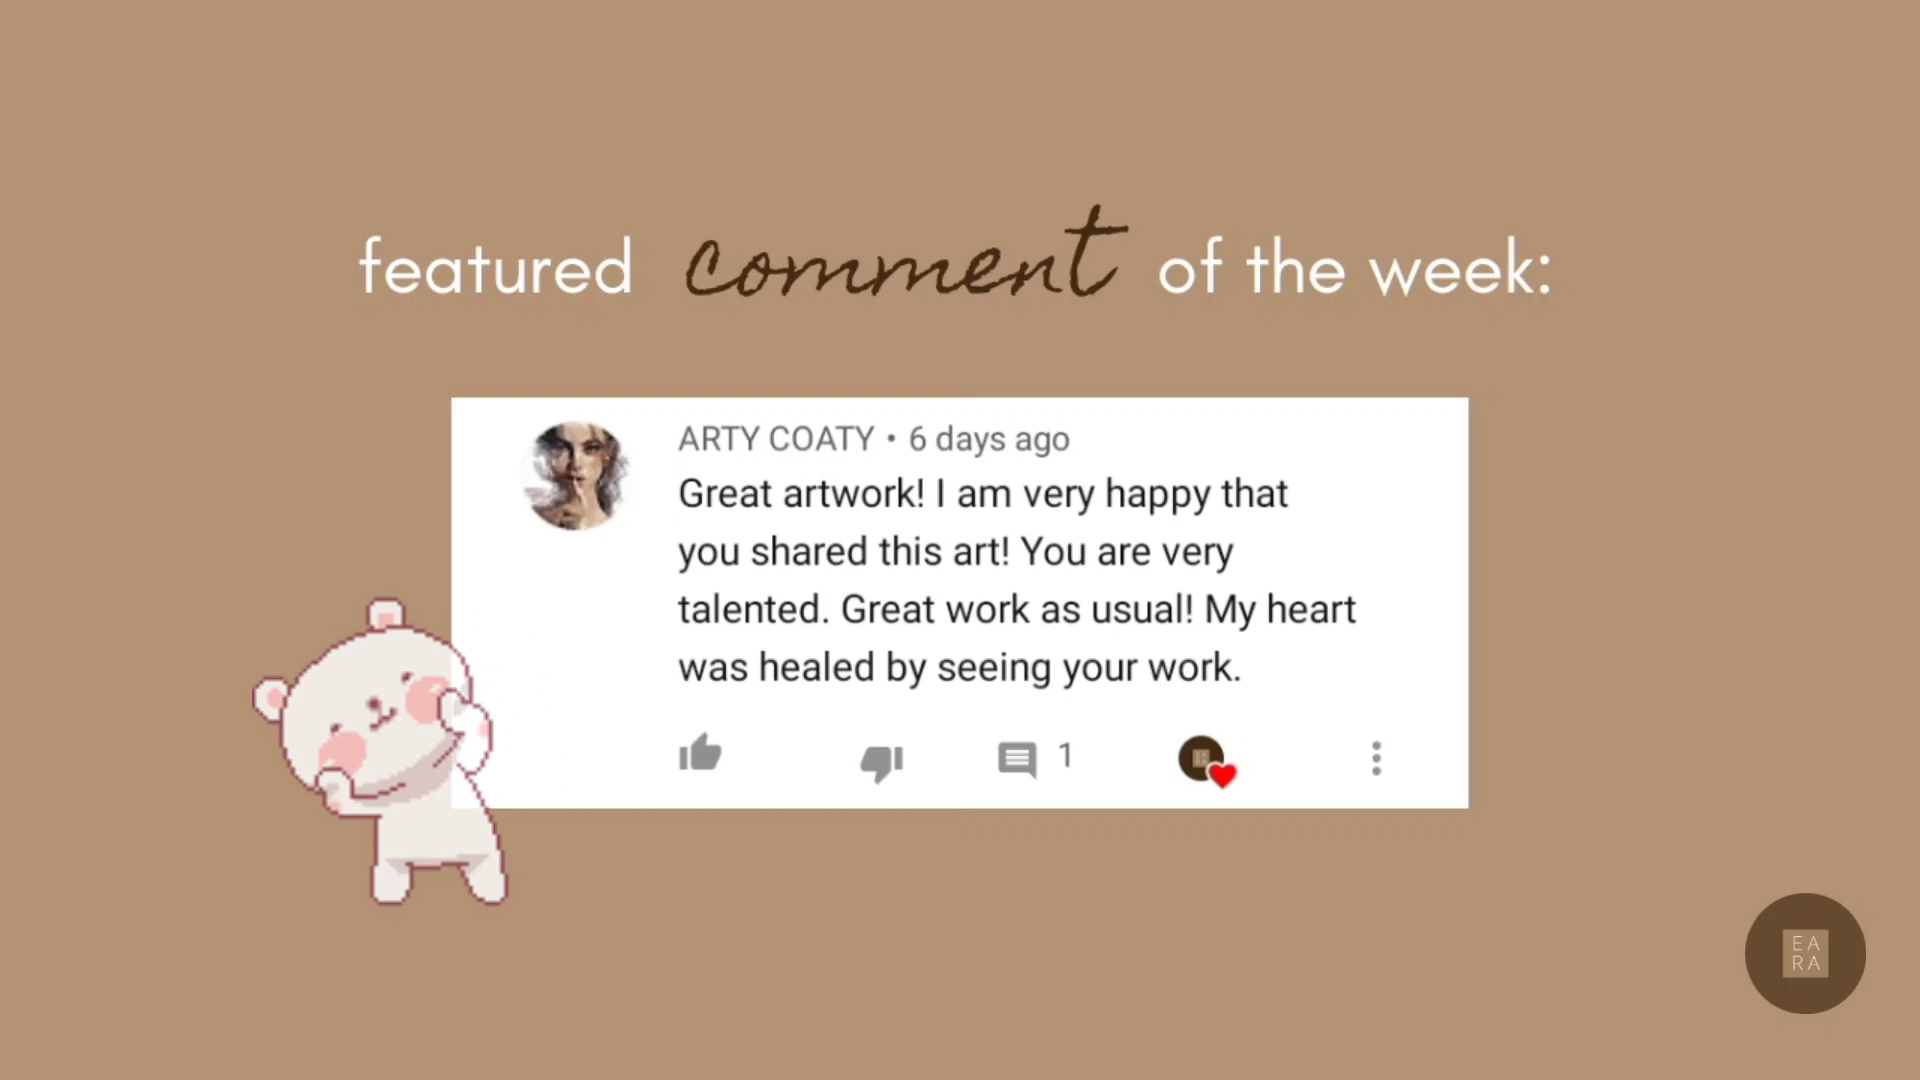 featured comment of the week:
ARTY COATY • 6 days ago
Great artwork! I am very happy that
you shared this art! You are very
talented. Great work as usual! My heart
was healed by seeing your work.
1
EA
RA